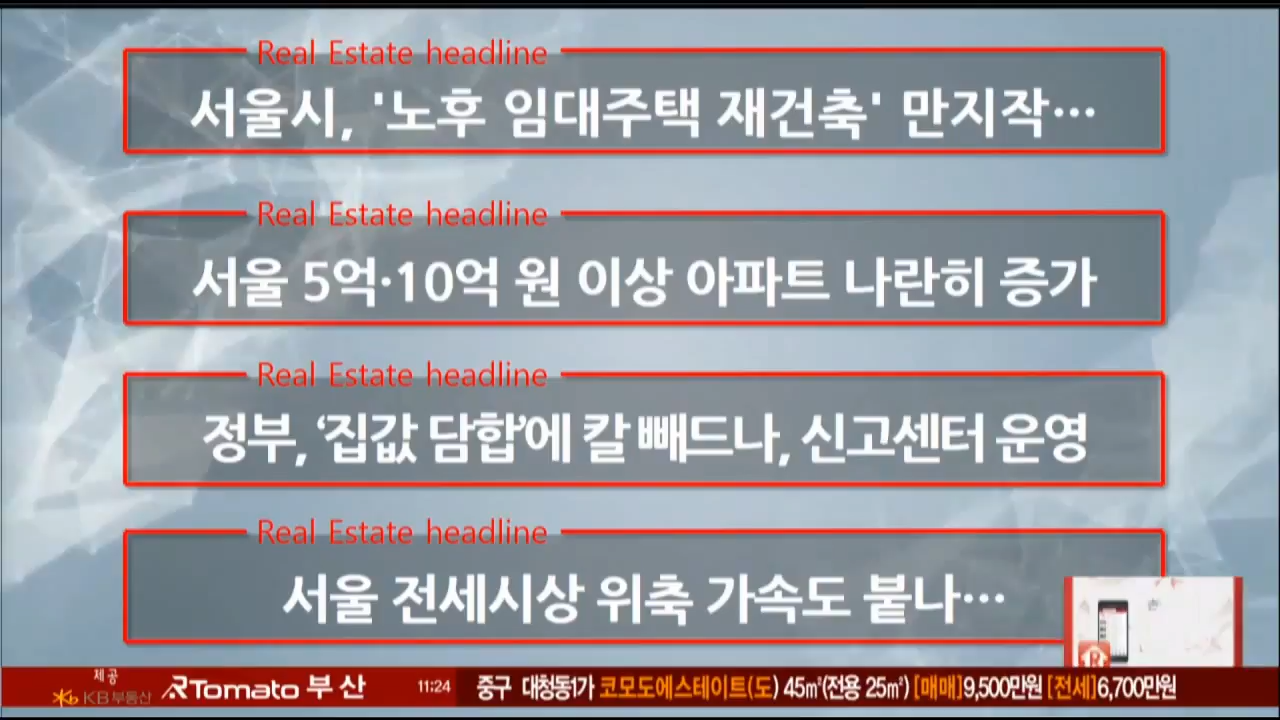 Real Estate headline
서울시, '노후 임대주택 재건축' 만지작…
Real Estate headline
서울 5억·10억 원 이상 아파트 나란히 증가
Real Estate headline
정부, ‘집값 담합’에 칼 빼드나, 신고센터 운영
Real Estate headline
서울 전세시상 위축 가속도 붙나…
제공
KB부동산
RTomato 부산
11:24
중구 대청동1가 코모도에스테이트(도) 45㎡(전용 25㎡) [매매]9,500만원 [전세]6,700만원